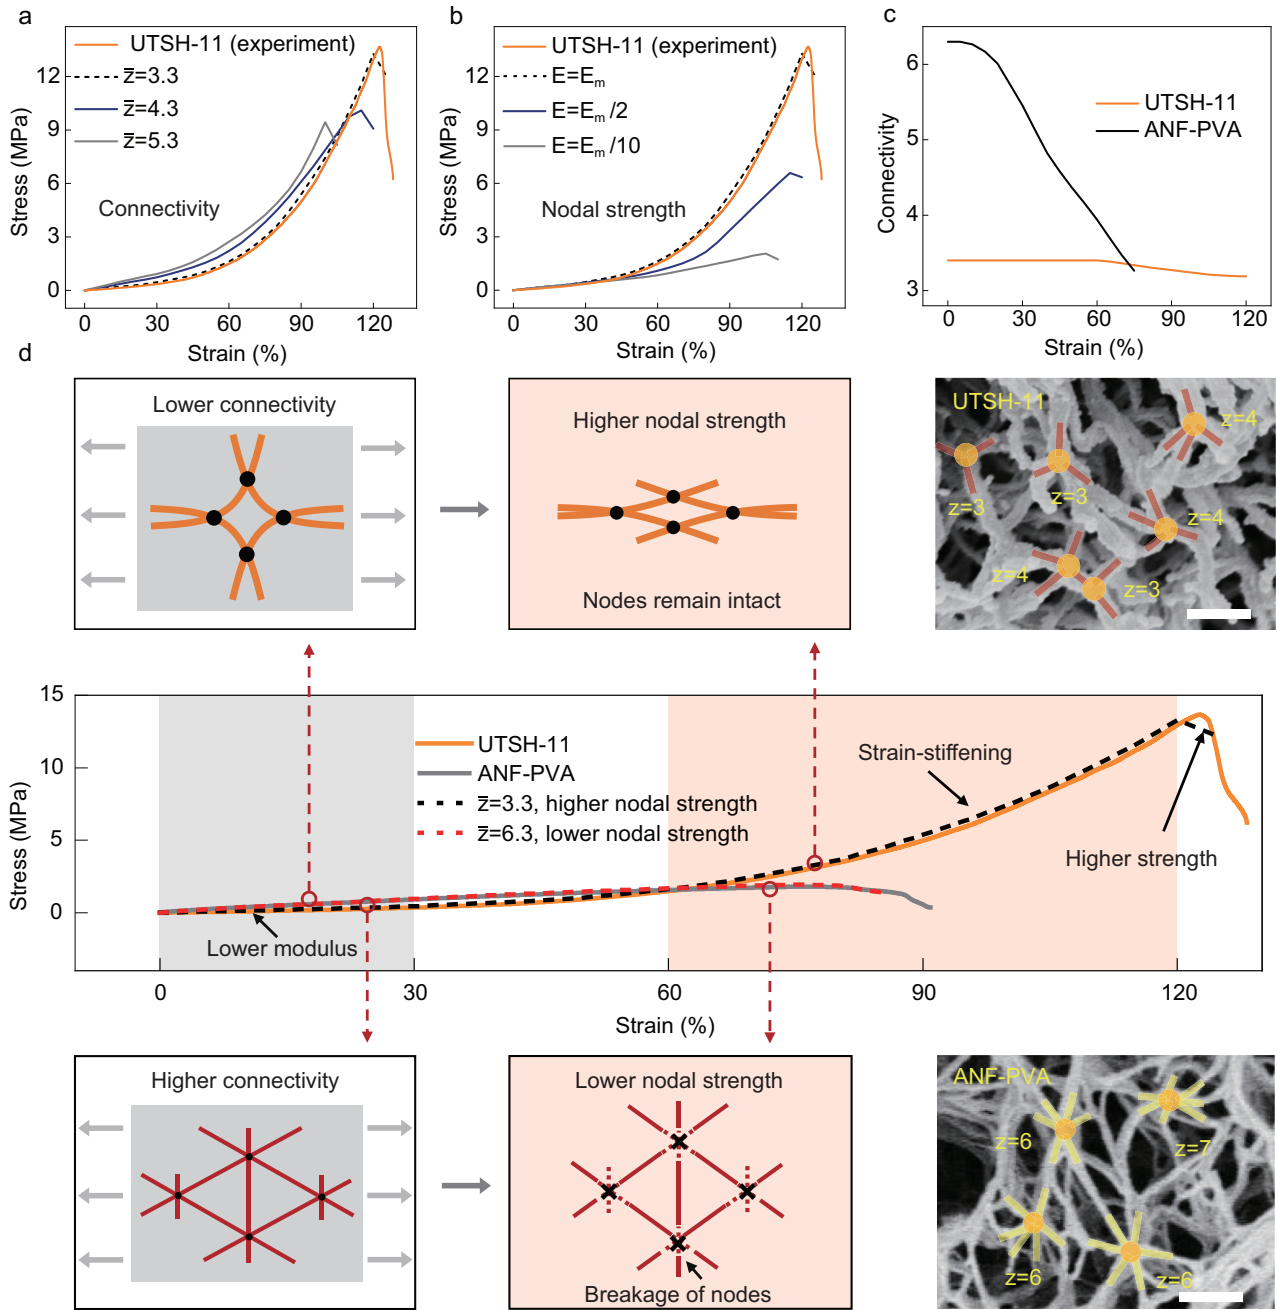 a
UTSH-11 (experiment)
z̄=3.3
z̄=4.3
z̄=5.3
Connectivity
Stress (MPa)
12
9
6
3
0
0 30 60 90 120
Strain (%)
b
UTSH-11 (experiment)
E=Em
E=Em/2
E=Em/10
Nodal strength
Stress (MPa)
12
9
6
3
0
0 30 60 90 120
Strain (%)
c
UTSH-11
ANF-PVA
Connectivity
6
5
4
3
0 30 60 90 120
Strain (%)
d
Lower connectivity
Higher nodal strength
Nodes remain intact
UTSH-11
z=4
z=3
z=3
z=4
z=4
z=3
UTSH-11
ANF-PVA
z̄=3.3, higher nodal strength
z̄=6.3, lower nodal strength
Strain-stiffening
Higher strength
Lower modulus
Stress (MPa)
15
10
5
0
0 30 60 90 120
Strain (%)
Higher connectivity
Lower nodal strength
Breakage of nodes
ANF-PVA
z=6
z=7
z=6
z=6